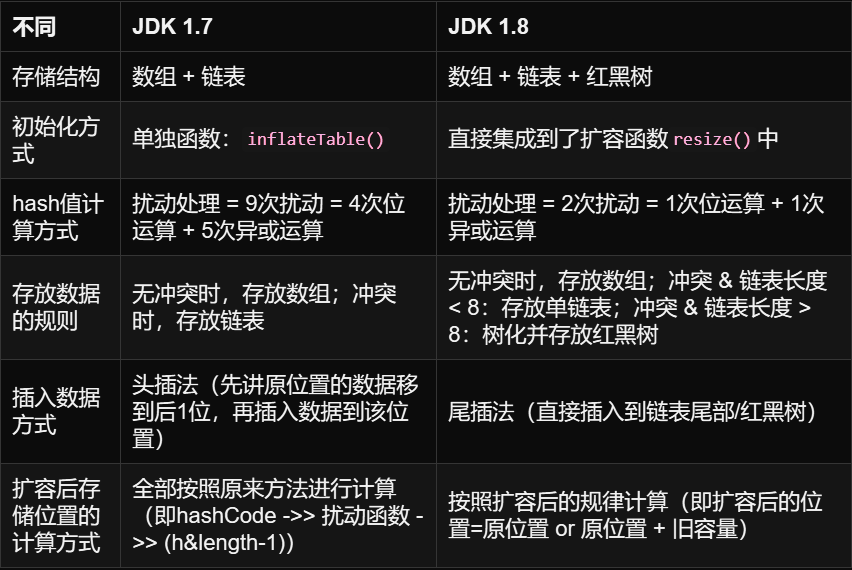 不同
JDK 1.7
JDK 1.8
存储结构
数组 + 链表
数组 + 链表 + 红黑树
初始化方
式
单独函数： inflateTable()
直接集成到了扩容函数 resize() 中
hash值计
算方式
扰动处理 = 9次扰动 = 4次位
运算 + 5次异或运算
扰动处理 = 2次扰动 = 1次位运算 + 1次
异或运算
存放数据
的规则
无冲突时，存放数组；冲突
时，存放链表
无冲突时，存放数组；冲突 & 链表长度
< 8：存放单链表；冲突 & 链表长度 >
8：树化并存放红黑树
插入数据
方式
头插法（先讲原位置的数据移
到后1位，再插入数据到该位
置）
尾插法（直接插入到链表尾部/红黑树）
扩容后存
储位置的
计算方式
全部按照原来方法进行计算
（即hashCode ->> 扰动函数 -
>> (h&length-1)）
按照扩容后的规律计算（即扩容后的位
置=原位置 or 原位置 + 旧容量）